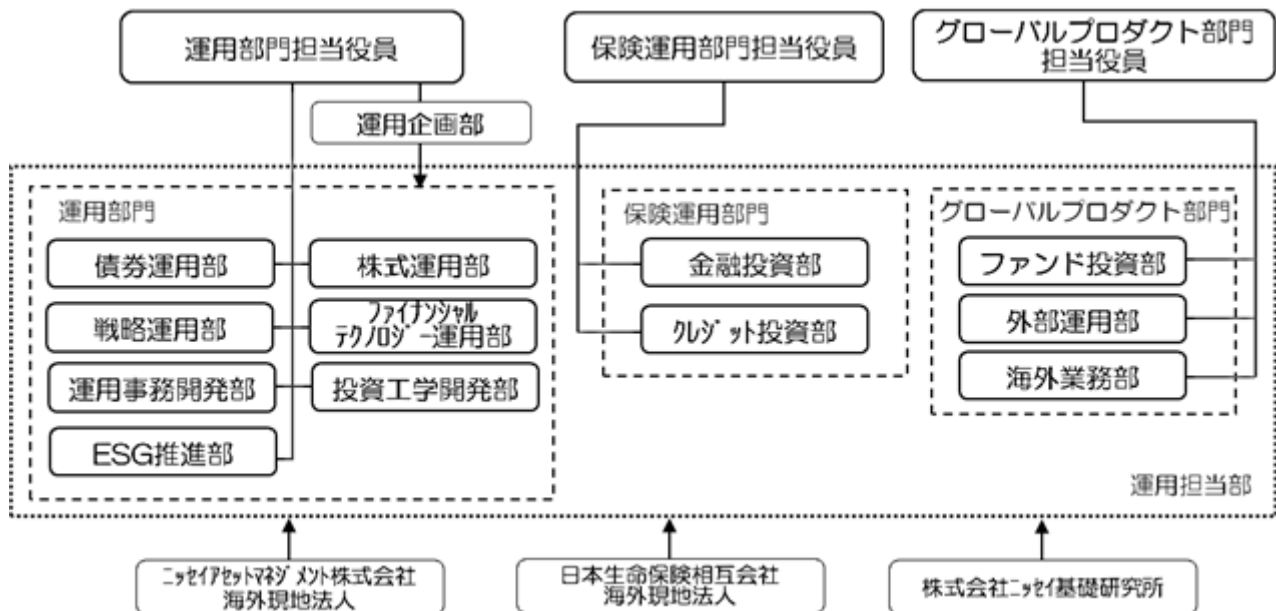 運用部門担当役員
保険運用部門担当役員
グローバルプロダクト部門
担当役員
運用企画部
運用部門
債券運用部
株式運用部
戦略運用部
ファイナンシャル
テクノロジー運用部
運用事務開発部
投資工学開発部
ESG推進部
保険運用部門
金融投資部
クレジット投資部
グローバルプロダクト部門
ファンド投資部
外部運用部
海外業務部
運用担当部
ニッセイアセットマネジメント株式会社
海外現地法人
日本生命保険相互会社
海外現地法人
株式会社ニッセイ基礎研究所